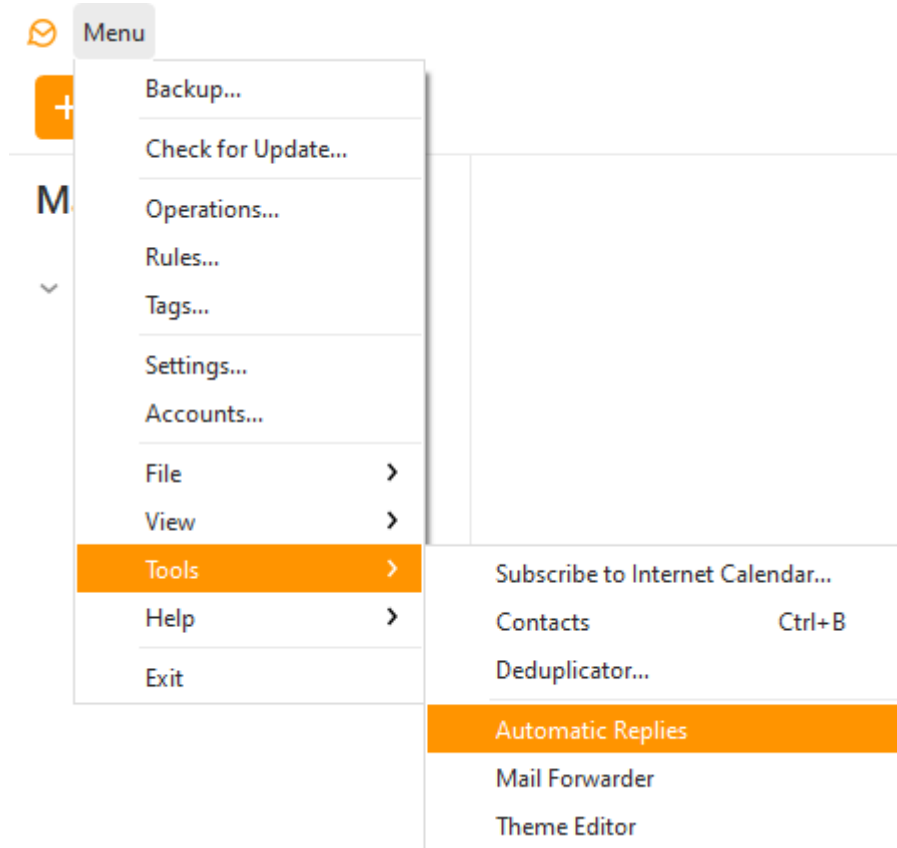 Menu
Backup...
Check for Update...
Operations...
Rules...
Tags...
Settings...
Accounts...
File
View
Tools
Help
Exit
Subscribe to Internet Calendar...
Contacts Ctrl+B
Deduplicator...
Automatic Replies
Mail Forwarder
Theme Editor